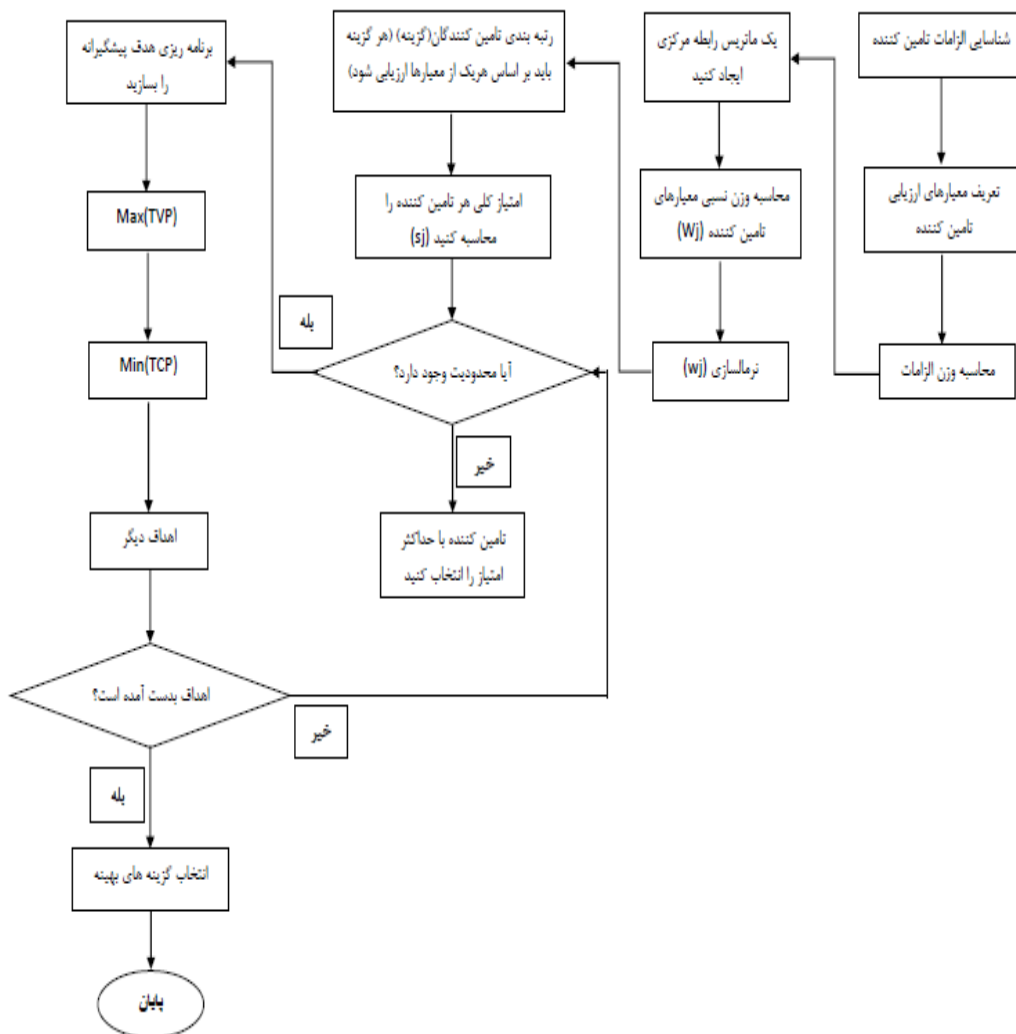 شناسایی الزامات تامین کننده
تعریف معیارهای ارزیابی
تامین کننده
محاسبه وزن الزامات
یک ماتریس رابطه مرکزی
ایجاد کنید
محاسبه وزن نسبی معیارهای
تامین کننده (Wj)
نرمالسازی (wj)
رتبه بندی تامین کنندگان(گزینه) (هر گزینه
باید بر اساس هریک از معیارها ارزیابی شود)
امتیاز کلی هر تامین کننده را
محاسبه کنید (sj)
آیا محدودیت وجود دارد؟
بله
خیر
تامین کننده با حداکثر
امتیاز را انتخاب کنید
برنامه ریزی هدف پیشگیرانه
را بسازید
Max(TVP)
Min(TCP)
اهداف دیگر
اهداف بدست آمده است؟
خیر
بله
انتخاب گزینه های بهینه
پایان